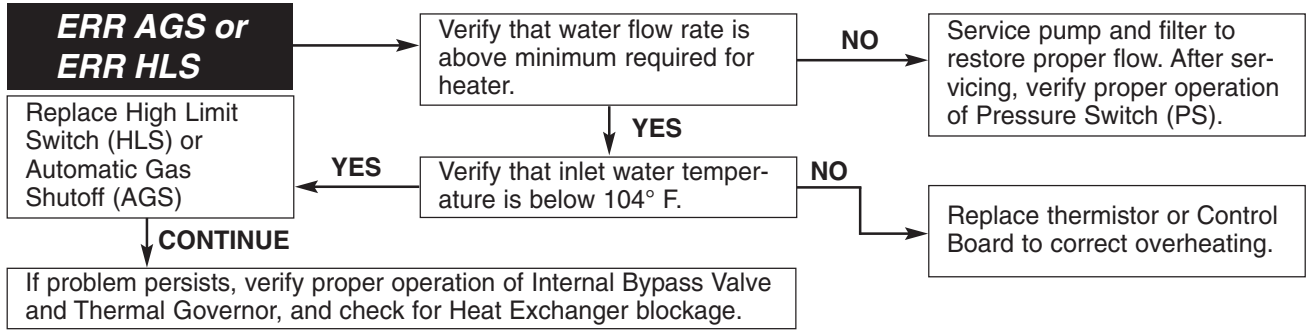 ERR AGS or
ERR HLS
Verify that water flow rate is
above minimum required for
heater.
NO
Service pump and filter to
restore proper flow. After ser-
vicing, verify proper operation
of Pressure Switch (PS).
YES
Verify that inlet water temper-
ature is below 104° F.
NO
Replace thermistor or Control
Board to correct overheating.
YES
Replace High Limit
Switch (HLS) or
Automatic Gas
Shutoff (AGS)
CONTINUE
If problem persists, verify proper operation of Internal Bypass Valve
and Thermal Governor, and check for Heat Exchanger blockage.